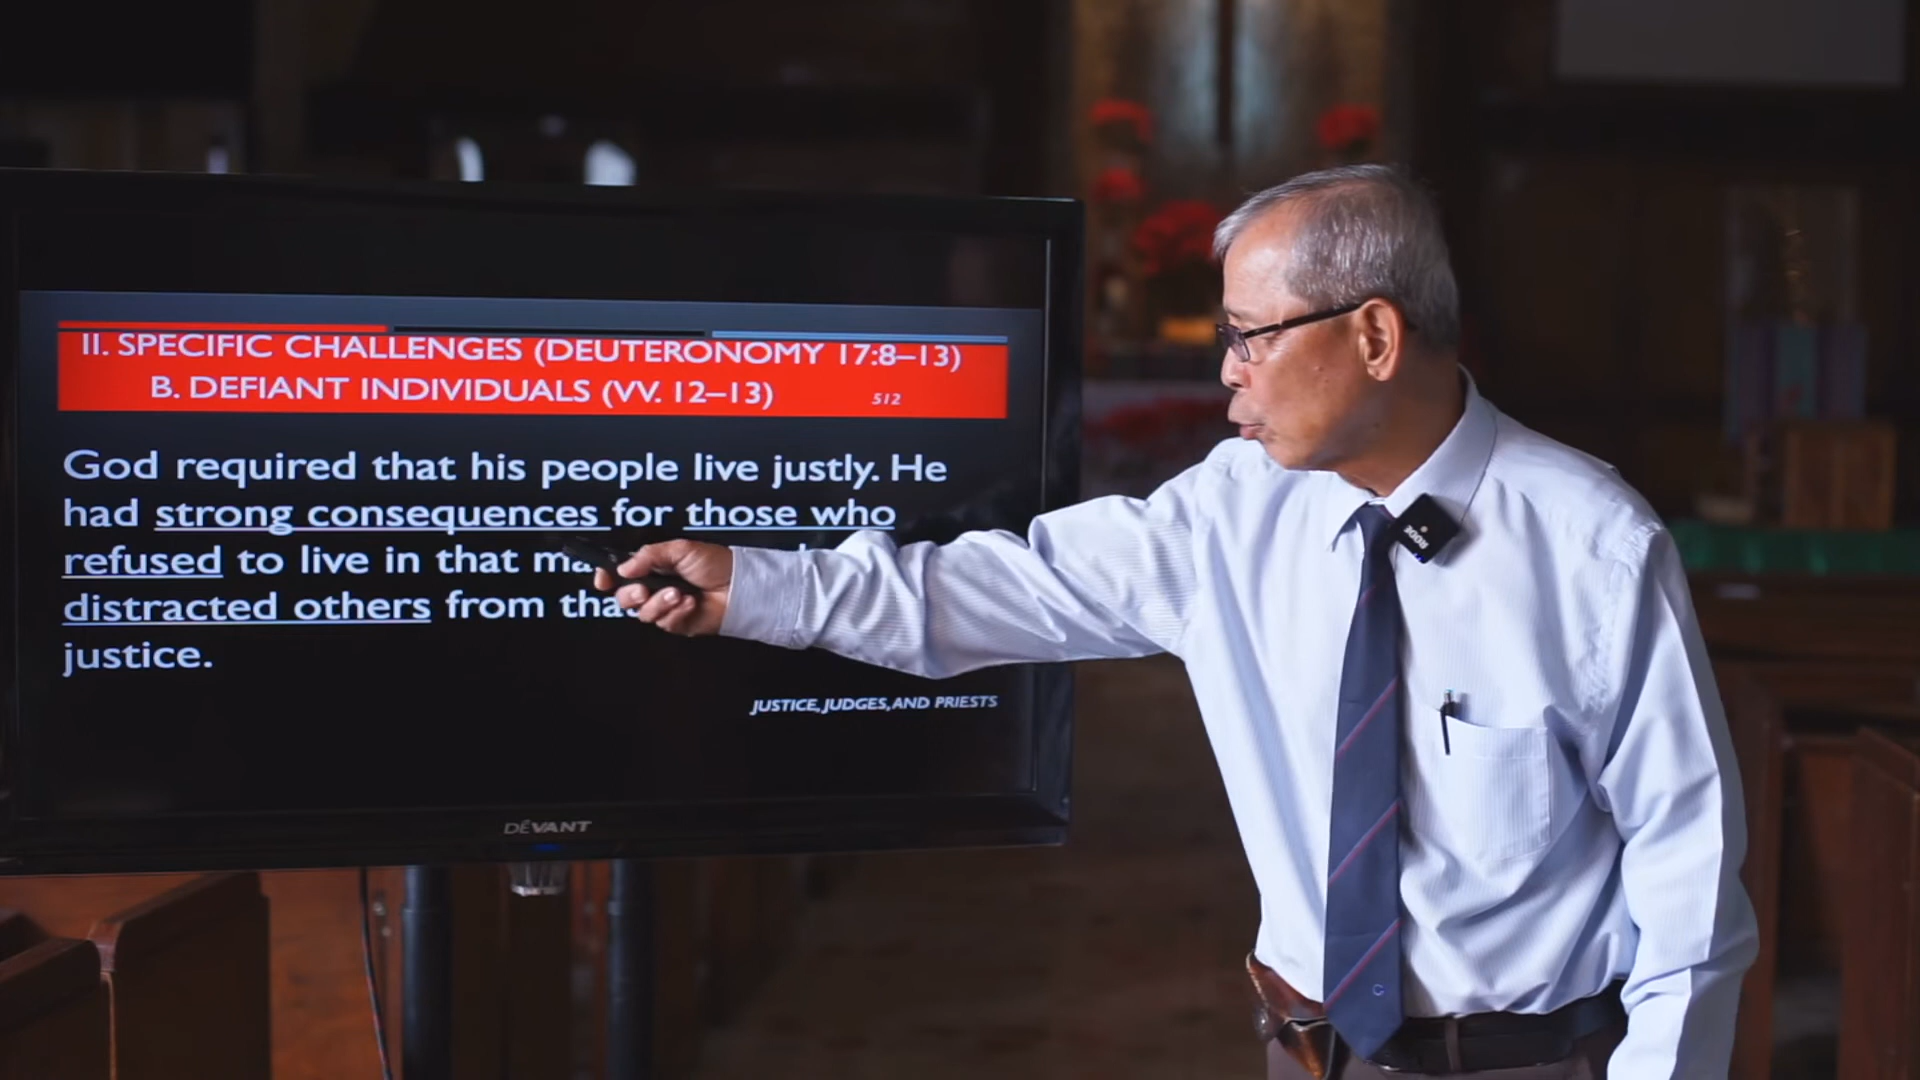 II. SPECIFIC CHALLENGES (DEUTERONOMY 17:8–13)
B. DEFIANT INDIVIDUALS (VV. 12–13)
512
God required that his people live justly. He
had strong consequences for those who
refused to live in that
distracted others from
justice.
JUSTICE, JUDGES, AND PRIESTS
DEVANT
RODE
C